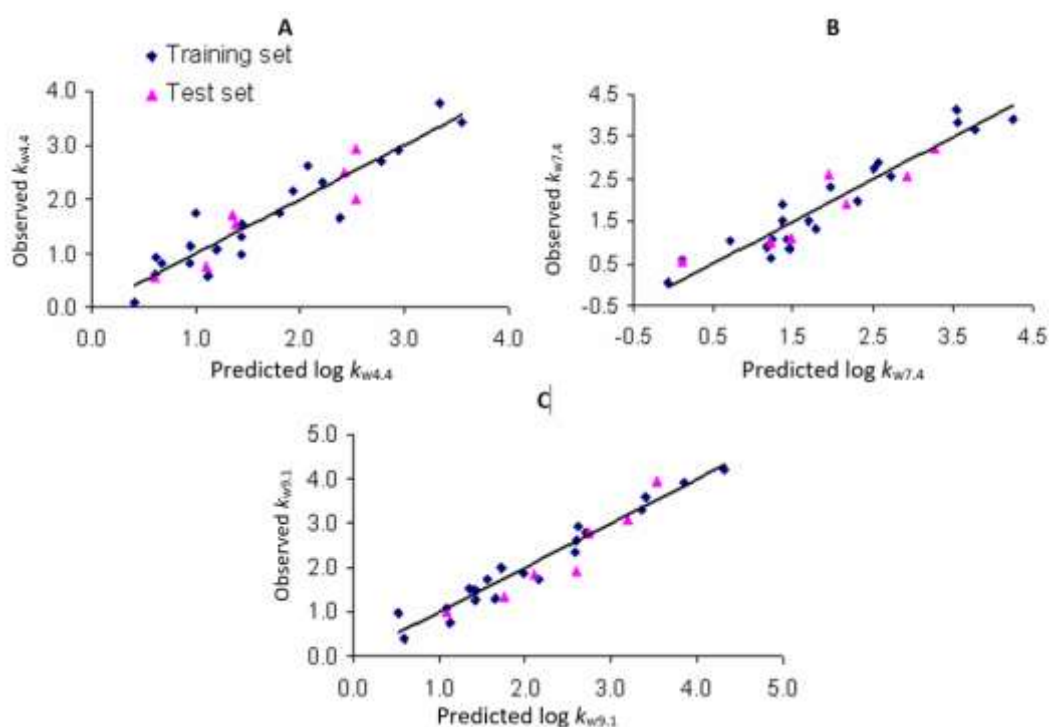 A
Training set
Test set
4.0
3.0
2.0
1.0
0.0
0.0 1.0 2.0 3.0 4.0
Observed kw4.4
Predicted log kw4.4
B
4.5
3.5
2.5
1.5
0.5
-0.5
-0.5 0.5 1.5 2.5 3.5 4.5
Observed kw7.4
Predicted log kw7.4
C
5.0
4.0
3.0
2.0
1.0
0.0
0.0 1.0 2.0 3.0 4.0 5.0
Observed kw9.1
Predicted log kw9.1